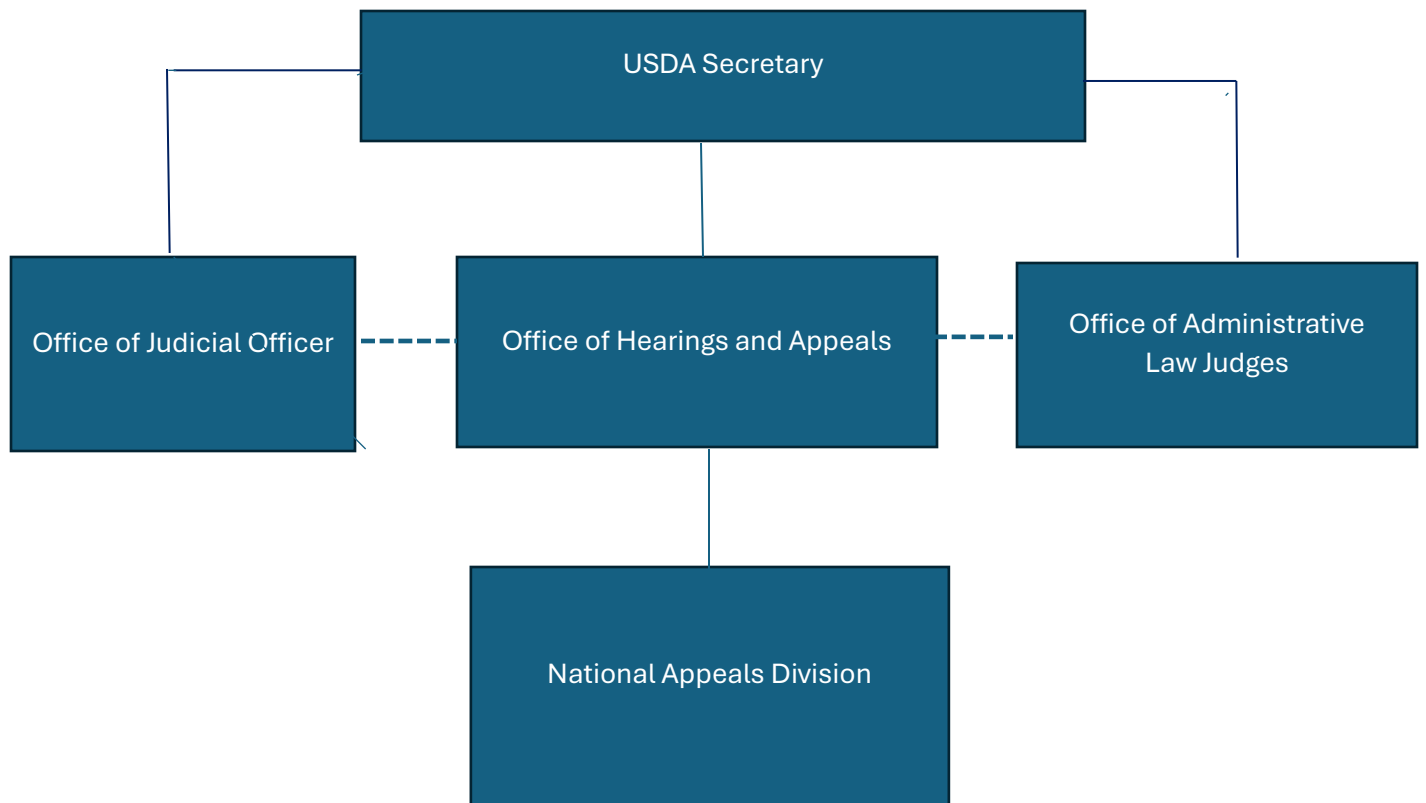 USDA Secretary
Office of Judicial Officer
Office of Hearings and Appeals
Office of Administrative
Law Judges
National Appeals Division